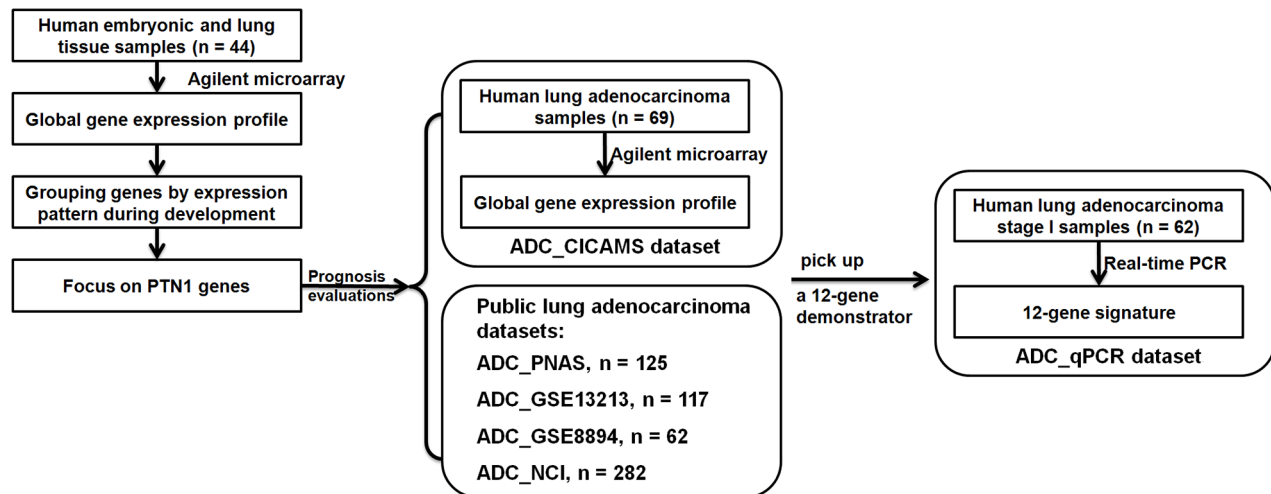 Human embryonic and lung
tissue samples (n = 44)
Agilent microarray
Global gene expression profile
Grouping genes by expression
pattern during development
Focus on PTN1 genes
Prognosis
evaluations
Human lung adenocarcinoma
samples (n = 69)
Agilent microarray
Global gene expression profile
ADC_CICAMS dataset
Public lung adenocarcinoma
datasets:
ADC_PNAS, n = 125
ADC_GSE13213, n = 117
ADC_GSE8894, n = 62
ADC_NCI, n = 282
pick up
a 12-gene
demonstrator
Human lung adenocarcinoma
stage I samples (n = 62)
Real-time PCR
12-gene signature
ADC_qPCR dataset